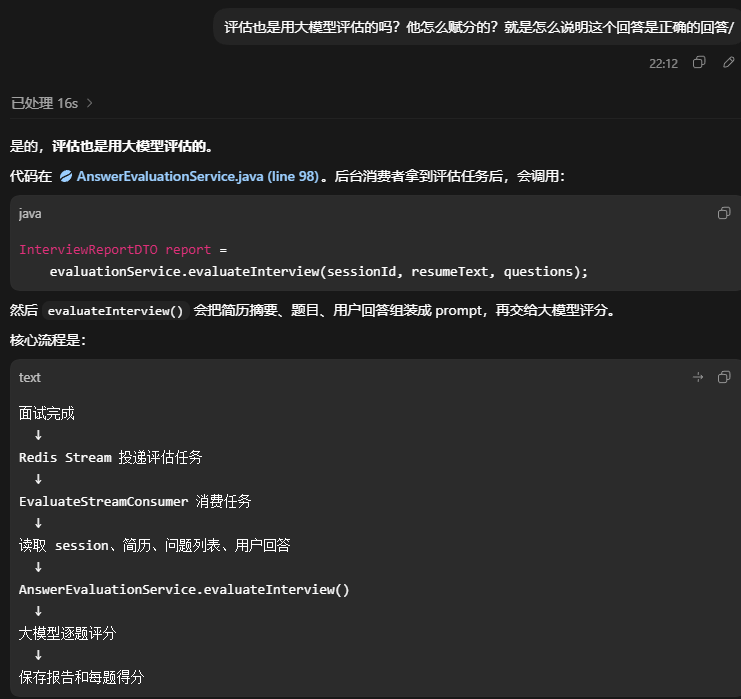 评估也是用大模型评估的吗？他怎么赋分的？就是怎么说明这个回答是正确的回答/
22:12
已处理 16s
是的，评估也是用大模型评估的。
代码在 AnswerEvaluationService.java (line 98)。后台消费者拿到评估任务后，会调用：
java
InterviewReportDTO report =
    evaluationService.evaluateInterview(sessionId, resumeText, questions);
然后 evaluateInterview() 会把简历摘要、题目、用户回答组装成 prompt，再交给大模型评分。
核心流程是：
text
面试完成
↓
Redis Stream 投递评估任务
↓
EvaluateStreamConsumer 消费任务
↓
读取 session、简历、问题列表、用户回答
↓
AnswerEvaluationService.evaluateInterview()
↓
大模型逐题评分
↓
保存报告和每题得分